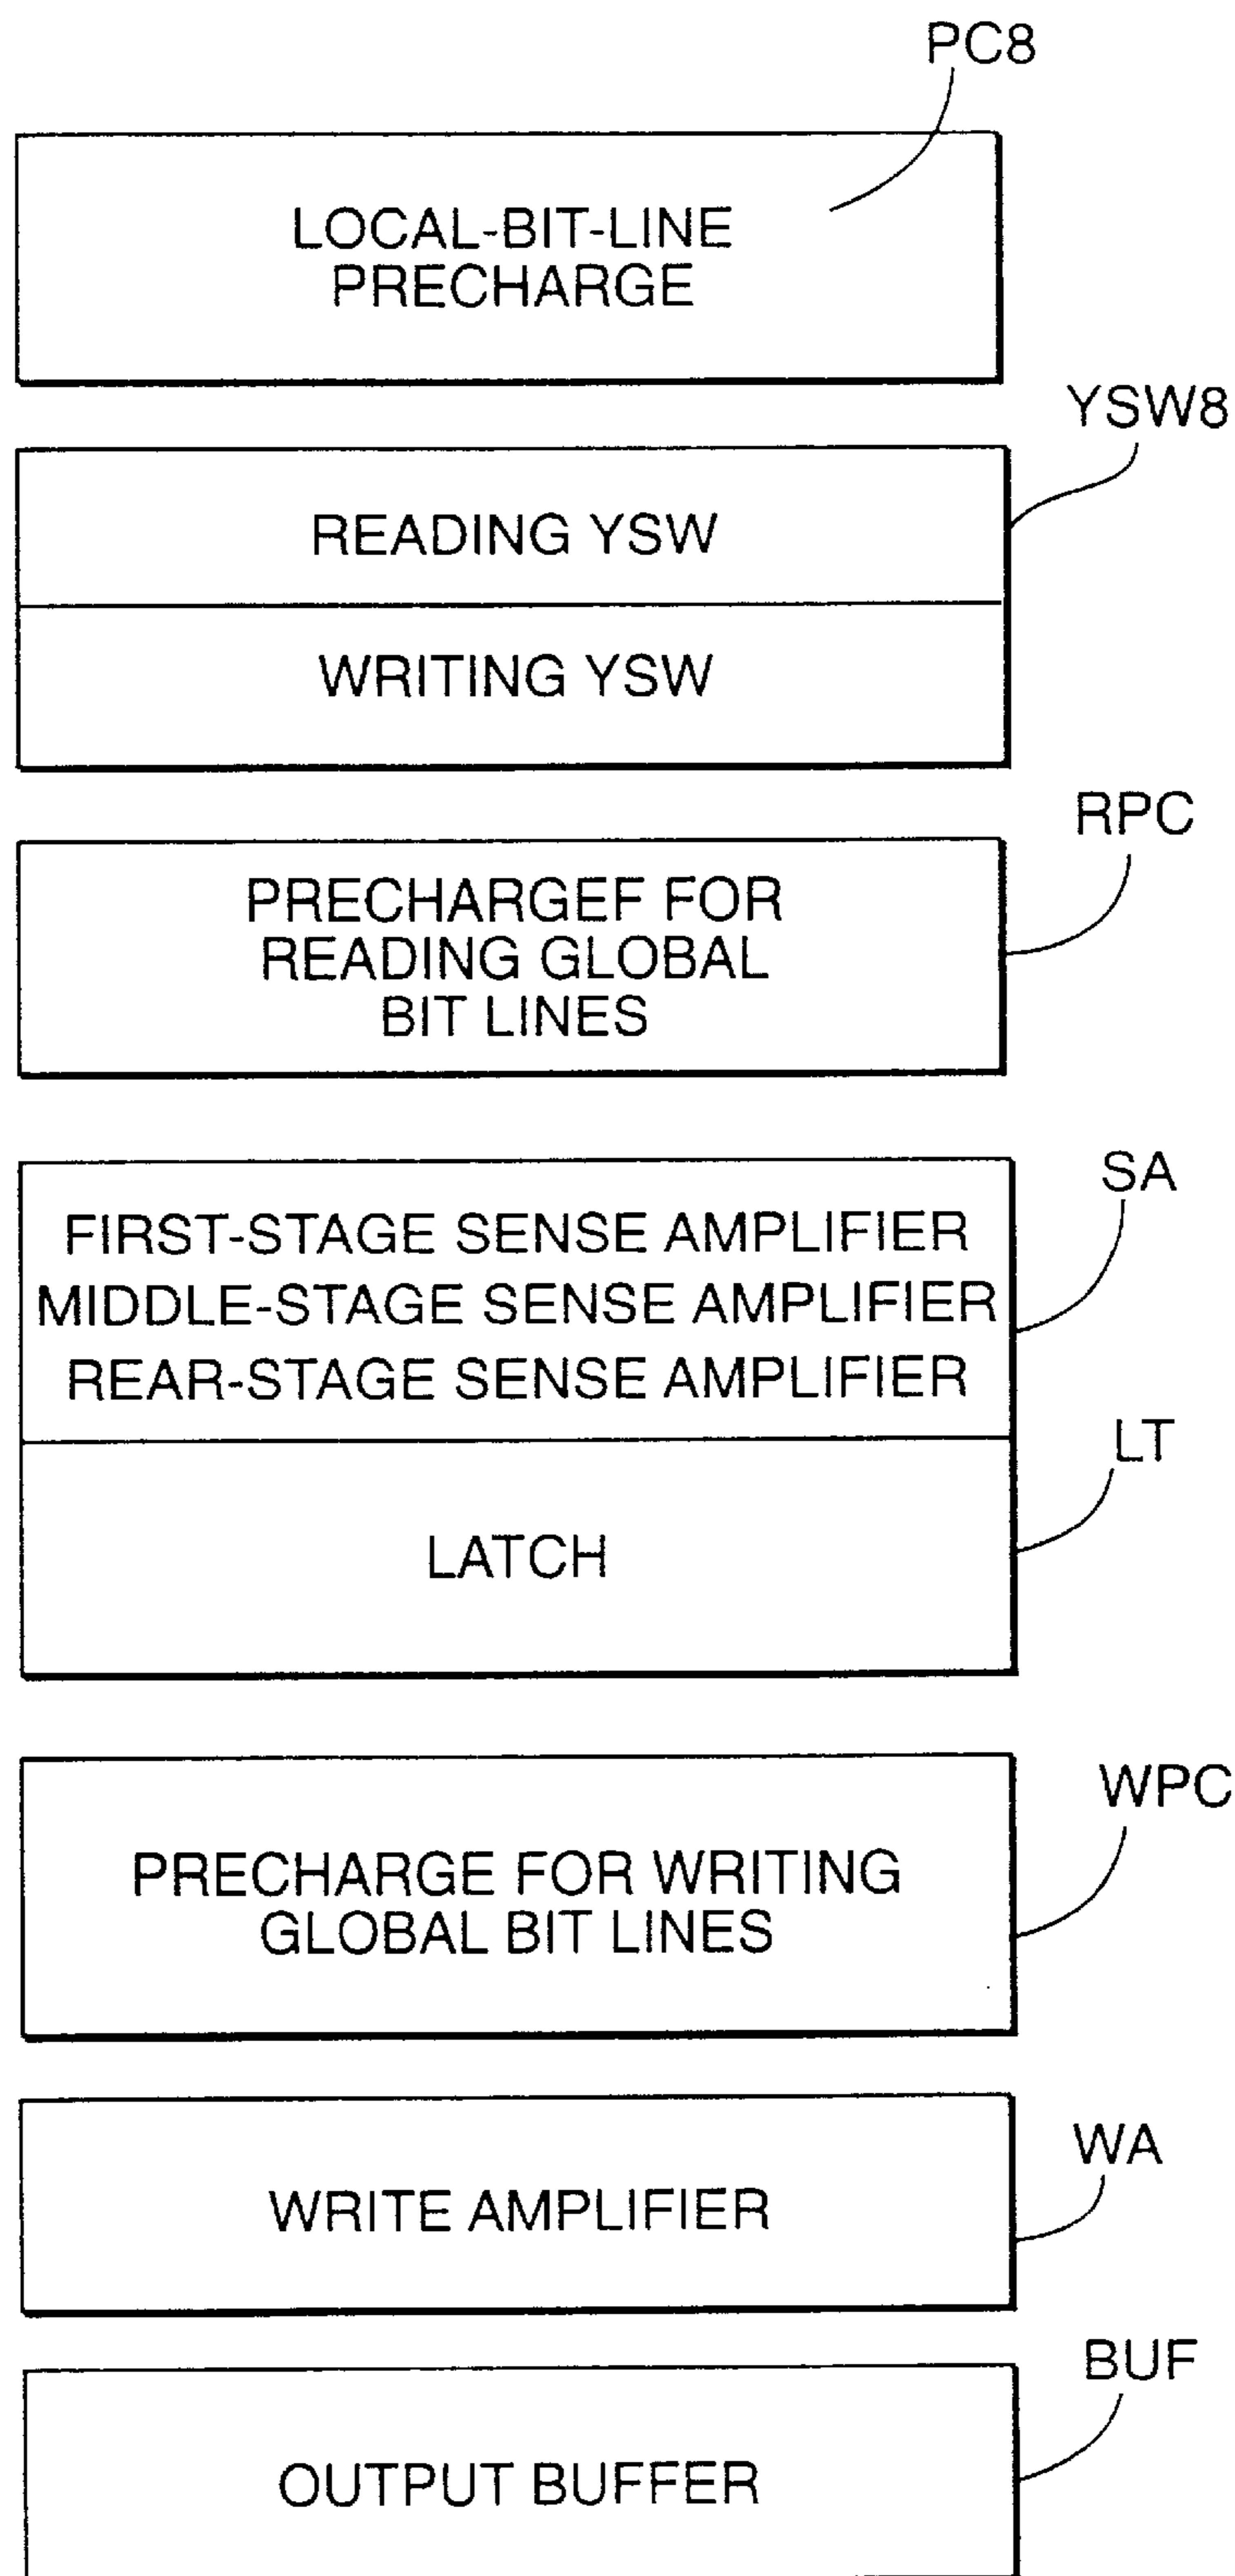 PC8
LOCAL-BIT-LINE
PRECHARGE
YSW8
READING YSW
WRITING YSW
RPC
PRECHARGEF FOR
READING GLOBAL
BIT LINES
SA
FIRST-STAGE SENSE AMPLIFIER
MIDDLE-STAGE SENSE AMPLIFIER
REAR-STAGE SENSE AMPLIFIER
LT
LATCH
WPC
PRECHARGE FOR WRITING
GLOBAL BIT LINES
WA
WRITE AMPLIFIER
BUF
OUTPUT BUFFER